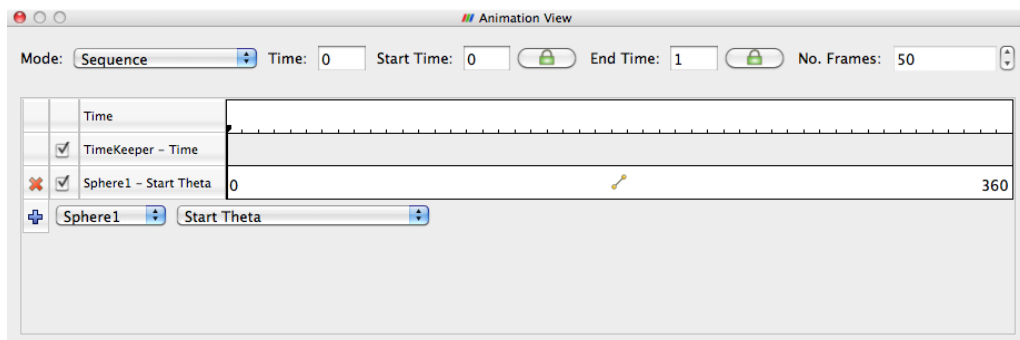 Animation View
Mode: Sequence Time: 0 Start Time: 0 End Time: 1 No. Frames: 50
Time
TimeKeeper – Time
Sphere1 – Start Theta 0 360
Sphere1 Start Theta